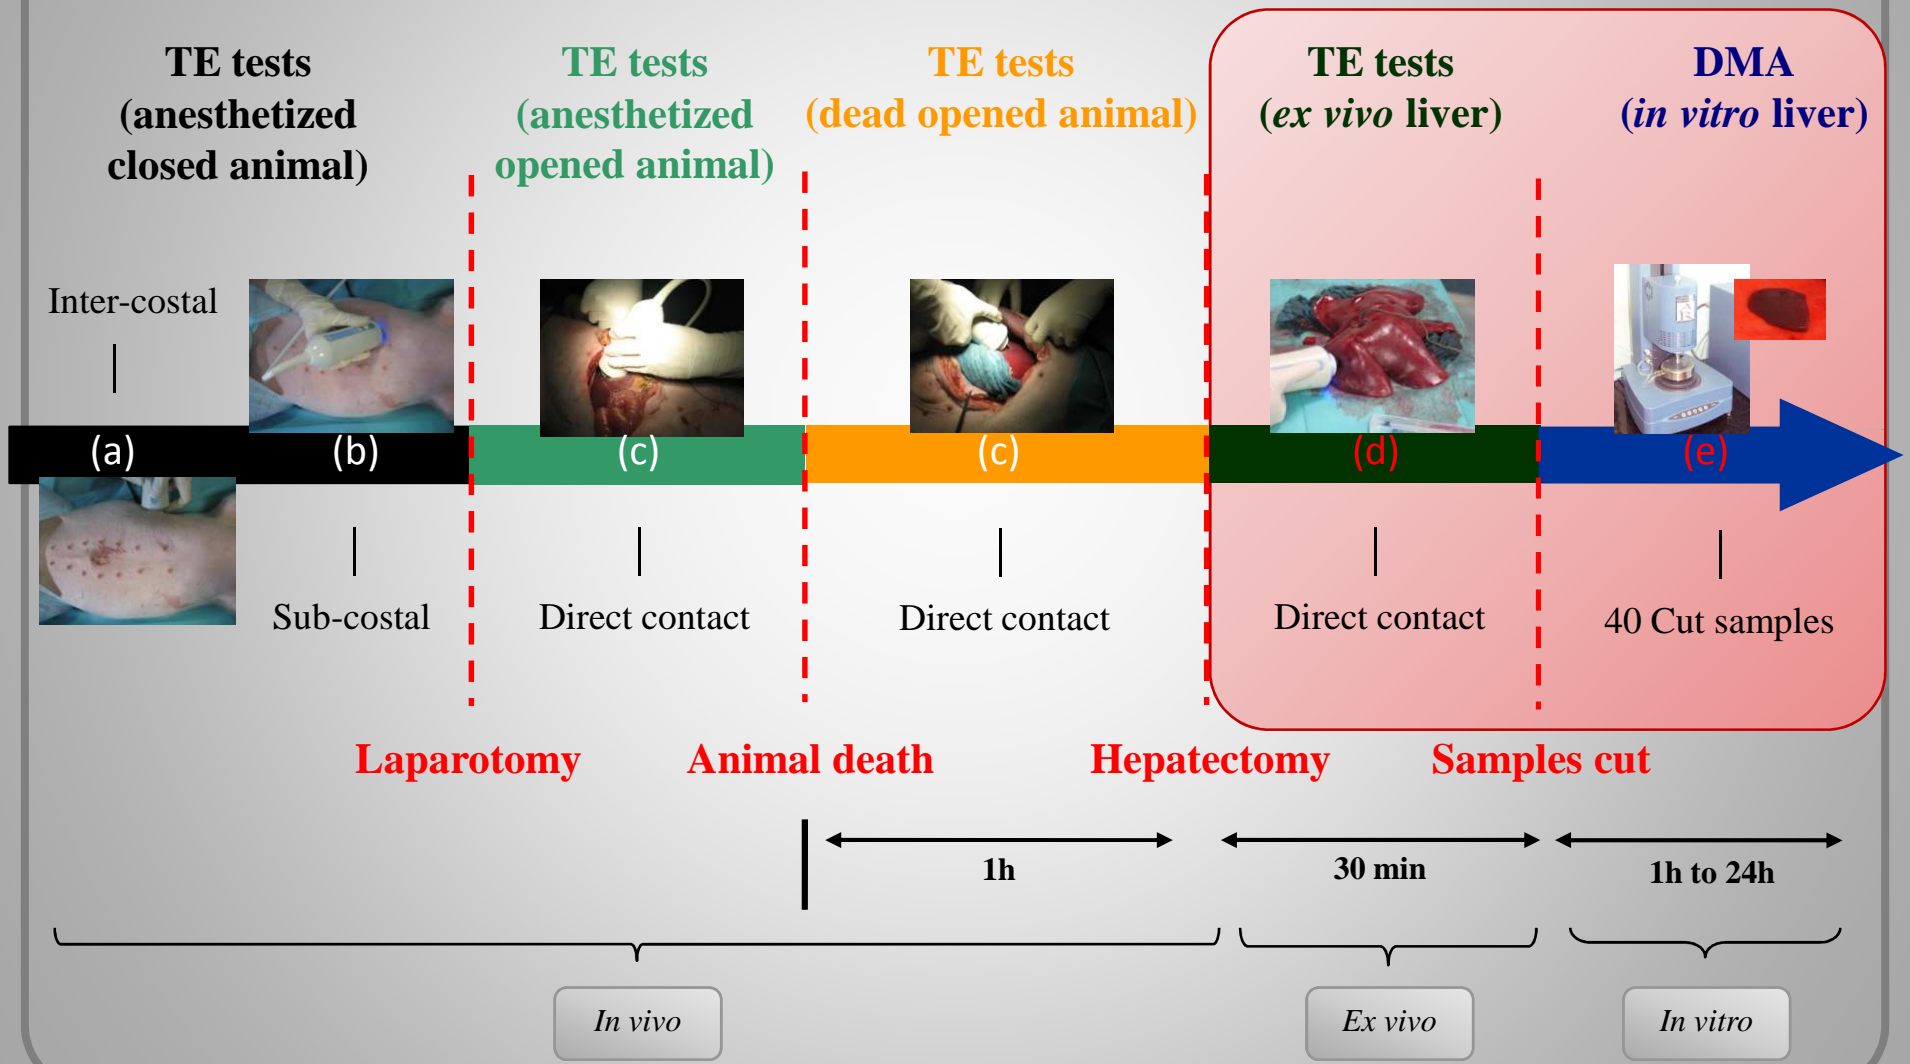 TE tests
(anesthetized
closed animal)
TE tests
(anesthetized
opened animal)
TE tests
(dead opened animal)
TE tests
(ex vivo liver)
DMA
(in vitro liver)
Inter-costal
(a)
(b)
(c)
(c)
(d)
(e)
Sub-costal
Direct contact
Direct contact
Direct contact
40 Cut samples
Laparotomy
Animal death
Hepatectomy
Samples cut
1h
30 min
1h to 24h
In vivo
Ex vivo
In vitro